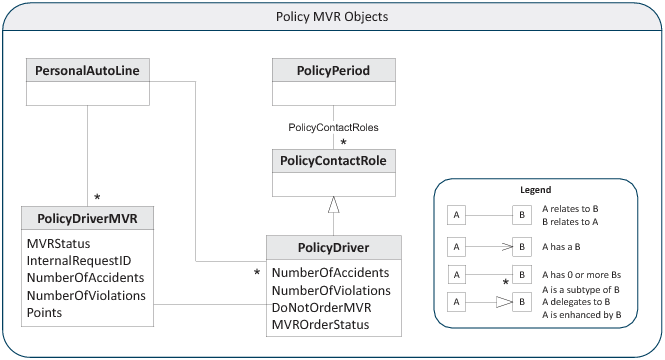 Policy MVR Objects
PersonalAutoLine
PolicyPeriod
PolicyContactRoles
*
PolicyContactRole
*
PolicyDriverMVR
MVRStatus
InternalRequestID
NumberOfAccidents
NumberOfViolations
Points
*
PolicyDriver
NumberOfAccidents
NumberOfViolations
DoNotOrderMVR
MVROrderStatus
Legend
A B A relates to B
B relates to A
A B A has a B
A B A has 0 or more Bs
*
A is a subtype of B
A B A delegates to B
A is enhanced by B